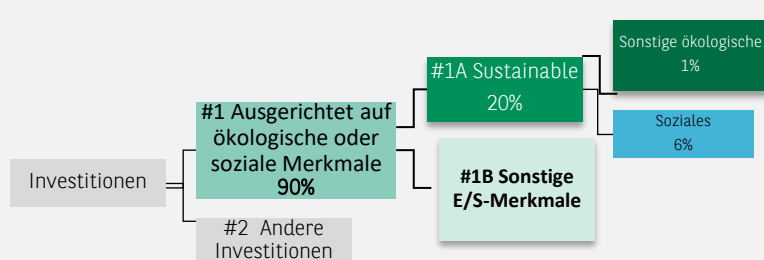 Investitionen
#1 Ausgerichtet auf
ökologische oder
soziale Merkmale
90%
#2 Andere
Investitionen
#1A Sustainable
20%
#1B Sonstige
E/S-Merkmale
Sonstige ökologische
1%
Soziales
6%